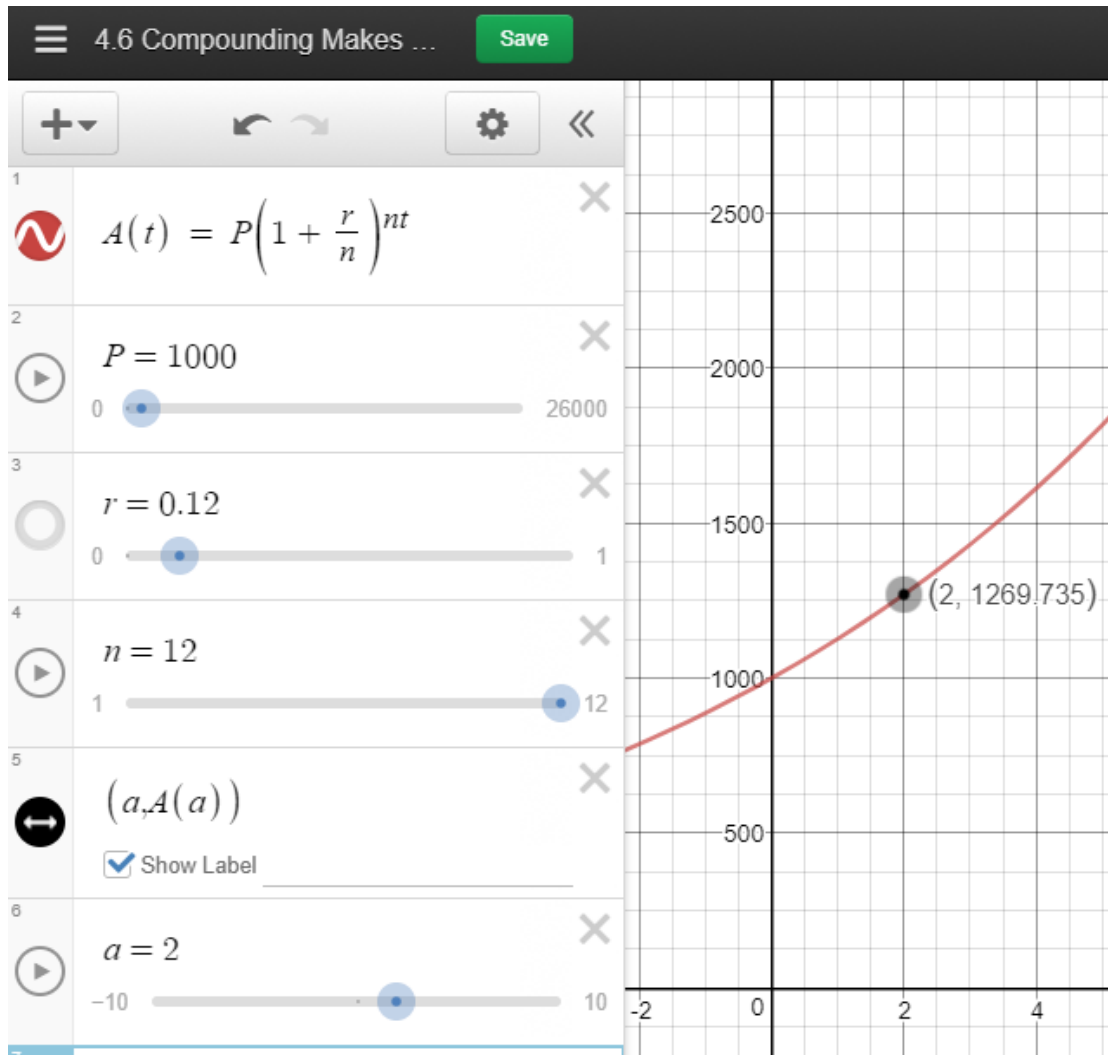 4.6 Compounding Makes ...
Save
1
A(t) = P(1 + r/n)^nt
2
P = 1000
0 26000
3
r = 0.12
0 1
4
n = 12
1 12
5
(a,A(a))
Show Label
6
a = 2
-10 10
2500
2000
1500
(2, 1269.735)
1000
500
-2 0 2 4